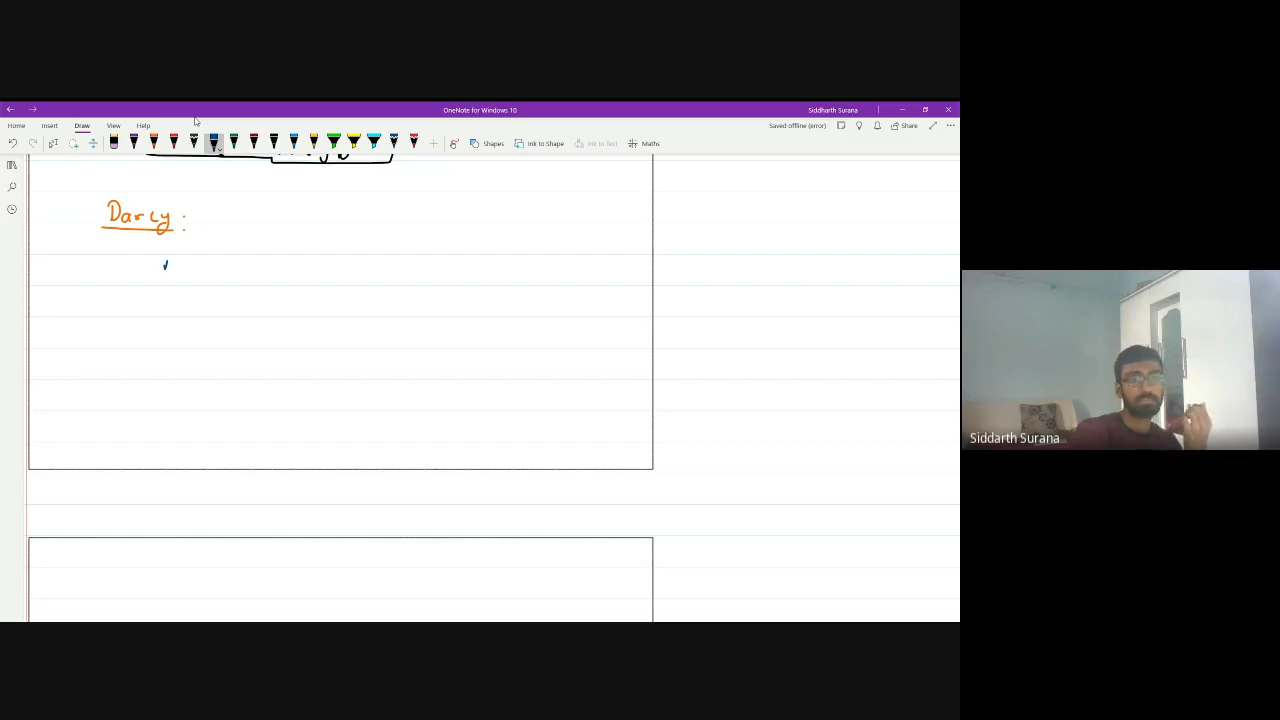 OneNote for Windows 10
Siddharth Surana
Home Insert Draw View Help
Saved offline (error)
Share
Shapes
Ink to Shape
Ink to Text
Maths
Darcy :
Siddarth Surana